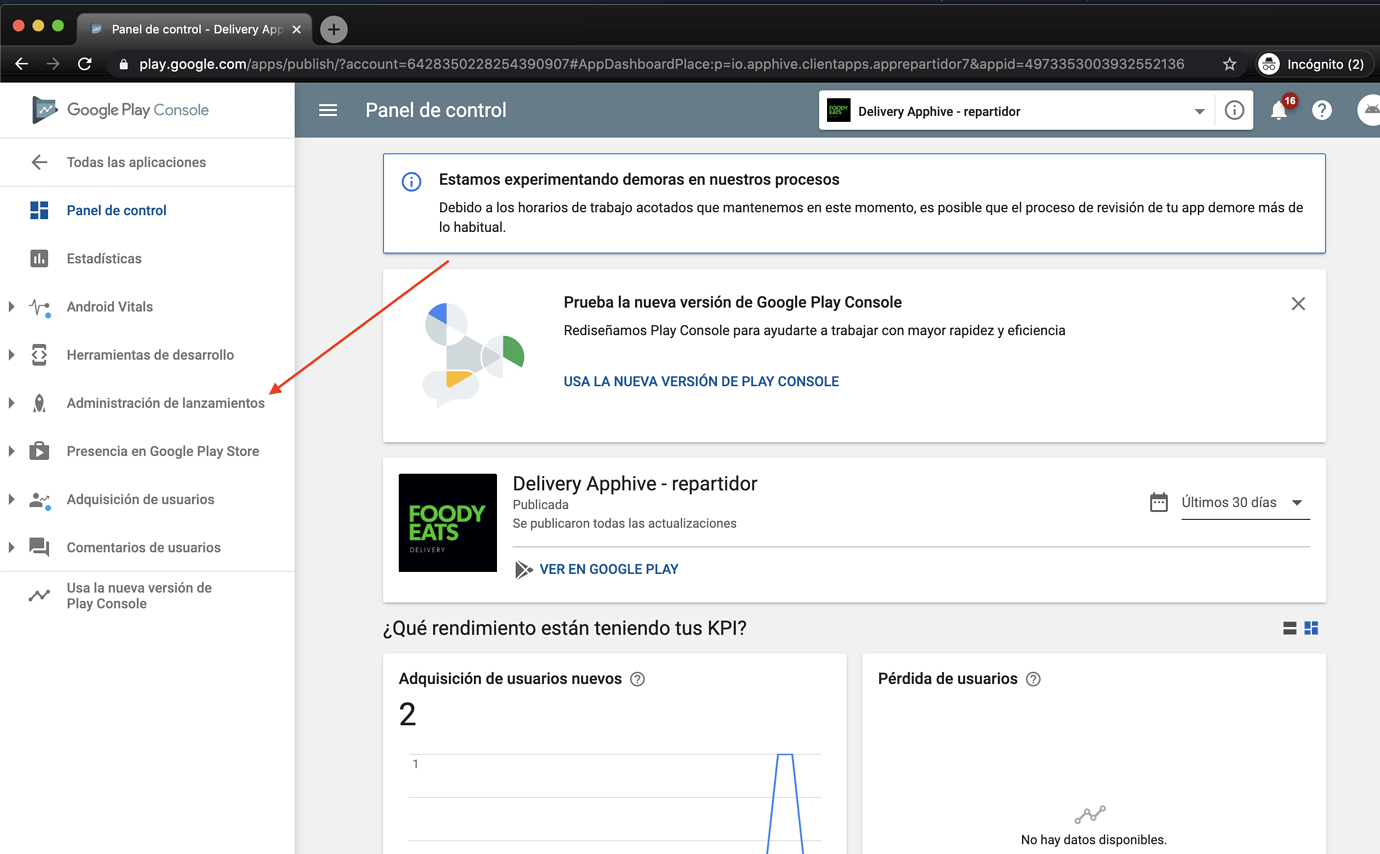 Panel de control - Delivery App
play.google.com/apps/publish/?account=6428350228254390907#AppDashboardPlace:p=io.apphive.clientapps.apprepartidor7&appid=4973353003932552136
Incógnito (2)
Google Play Console
Panel de control
FOODY
EATS
Delivery Apphive - repartidor
16
Todas las aplicaciones
Panel de control
Estadísticas
Android Vitals
Herramientas de desarrollo
Administración de lanzamientos
Presencia en Google Play Store
Adquisición de usuarios
Comentarios de usuarios
Usa la nueva versión de
Play Console
Estamos experimentando demoras en nuestros procesos
Debido a los horarios de trabajo acotados que mantenemos en este momento, es posible que el proceso de revisión de tu app demore más de
lo habitual.
Prueba la nueva versión de Google Play Console
Rediseñamos Play Console para ayudarte a trabajar con mayor rapidez y eficiencia
USA LA NUEVA VERSIÓN DE PLAY CONSOLE
FOODY
EATS
DELIVERY
Delivery Apphive - repartidor
Publicada
Se publicaron todas las actualizaciones
Últimos 30 días
VER EN GOOGLE PLAY
¿Qué rendimiento están teniendo tus KPI?
Adquisición de usuarios nuevos
2
1
Pérdida de usuarios
No hay datos disponibles.